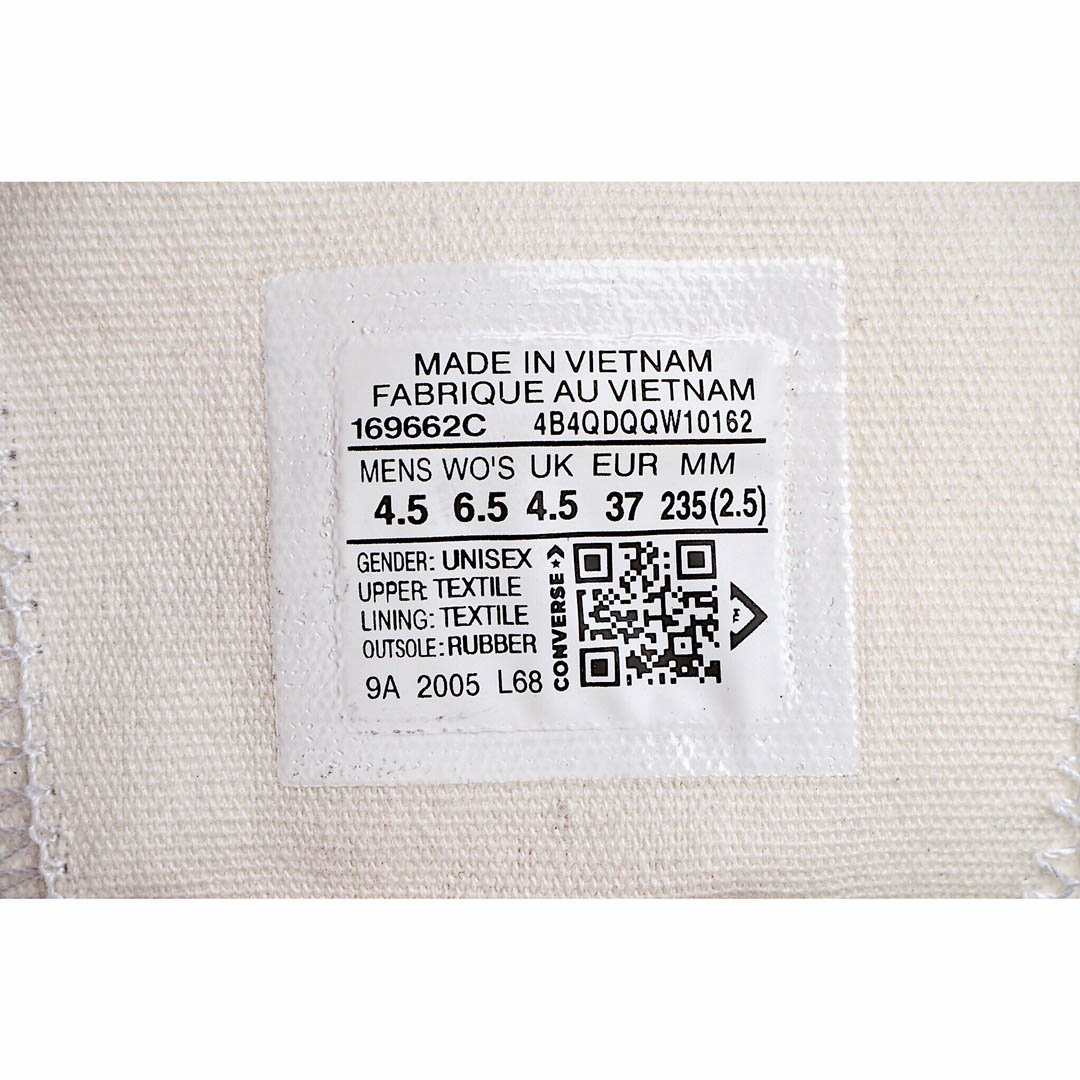 MADE IN VIETNAM
FABRIQUE AU VIETNAM
169662C 4B4QDQQW10162
MENS WO'S UK EUR MM
4.5 6.5 4.5 37 235(2.5)
GENDER: UNISEX
UPPER: TEXTILE
LINING: TEXTILE
OUTSOLE: RUBBER
9A 2005 L68
CONVERSE
TM